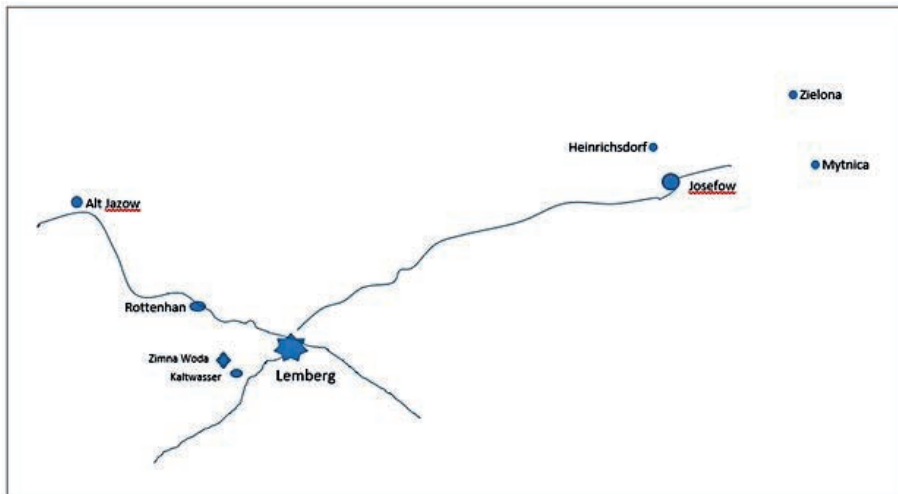 Zielona
Heinrichsdorf
Mytnica
Josefow
Alt Jazow
Rottenhan
Zimna Woda
Kaltwasser
Lemberg